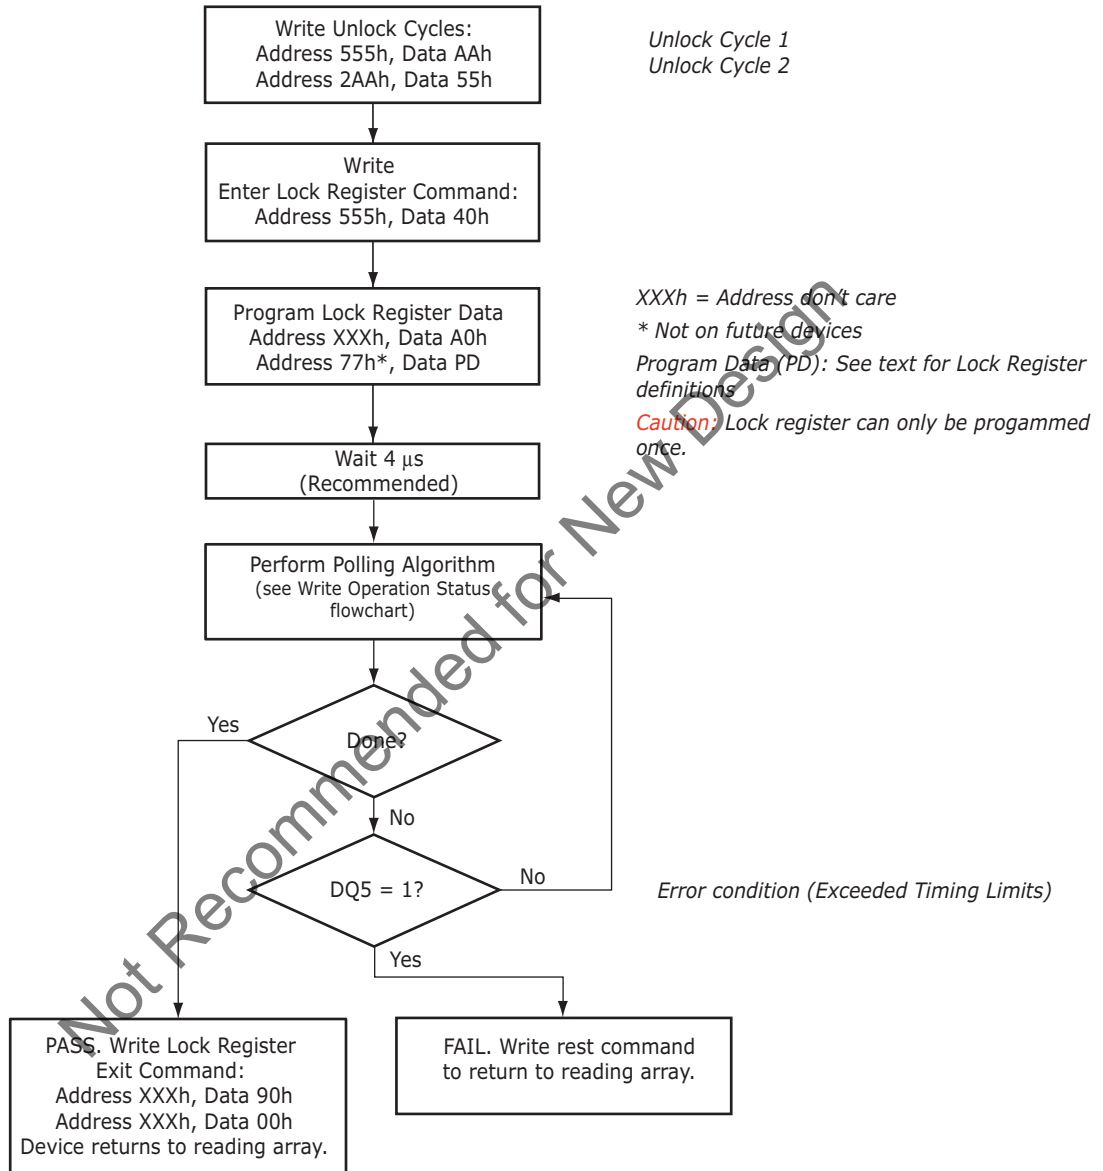 Write Unlock Cycles:
Address 555h, Data AAh
Address 2AAh, Data 55h
Unlock Cycle 1
Unlock Cycle 2
Write
Enter Lock Register Command:
Address 555h, Data 40h
Program Lock Register Data
Address XXXh, Data A0h
Address 77h*, Data PD
XXXh = Address don't care
* Not on future devices
Program Data (PD): See text for Lock Register
definitions
Caution: Lock register can only be progammed
once.
Wait 4 μs
(Recommended)
Perform Polling Algorithm
(see Write Operation Status
flowchart)
Yes
Done?
No
DQ5 = 1?
No
Error condition (Exceeded Timing Limits)
Yes
PASS. Write Lock Register
Exit Command:
Address XXXh, Data 90h
Address XXXh, Data 00h
Device returns to reading array.
FAIL. Write rest command
to return to reading array.
Not Recommended for New Design